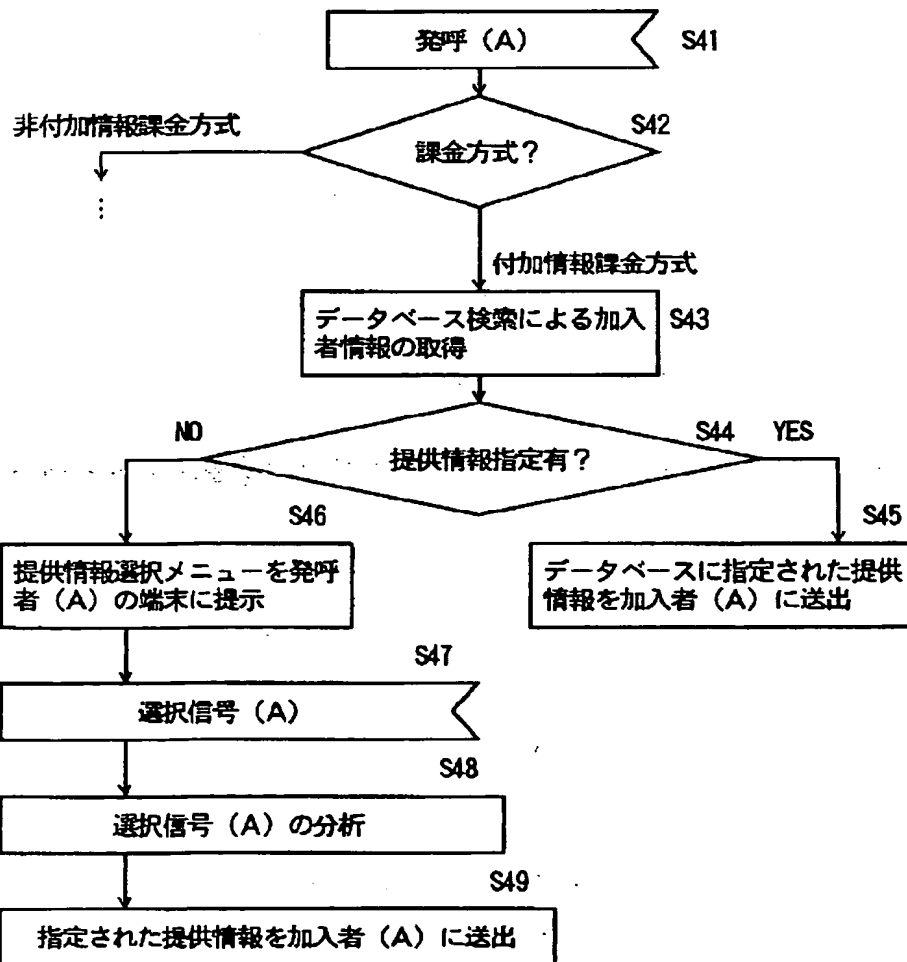 発呼(A)
S41
非付加情報課金方式
S42
課金方式?
⋮
付加情報課金方式
データベース検索による加入
者情報の取得
S43
NO
S44
YES
提供情報指定有?
S46
S45
提供情報選択メニューを発呼
者(A)の端末に提示
データベースに指定された提供
情報を加入者(A)に送出
S47
選択信号(A)
S48
選択信号(A)の分析
S49
指定された提供情報を加入者(A)に送出